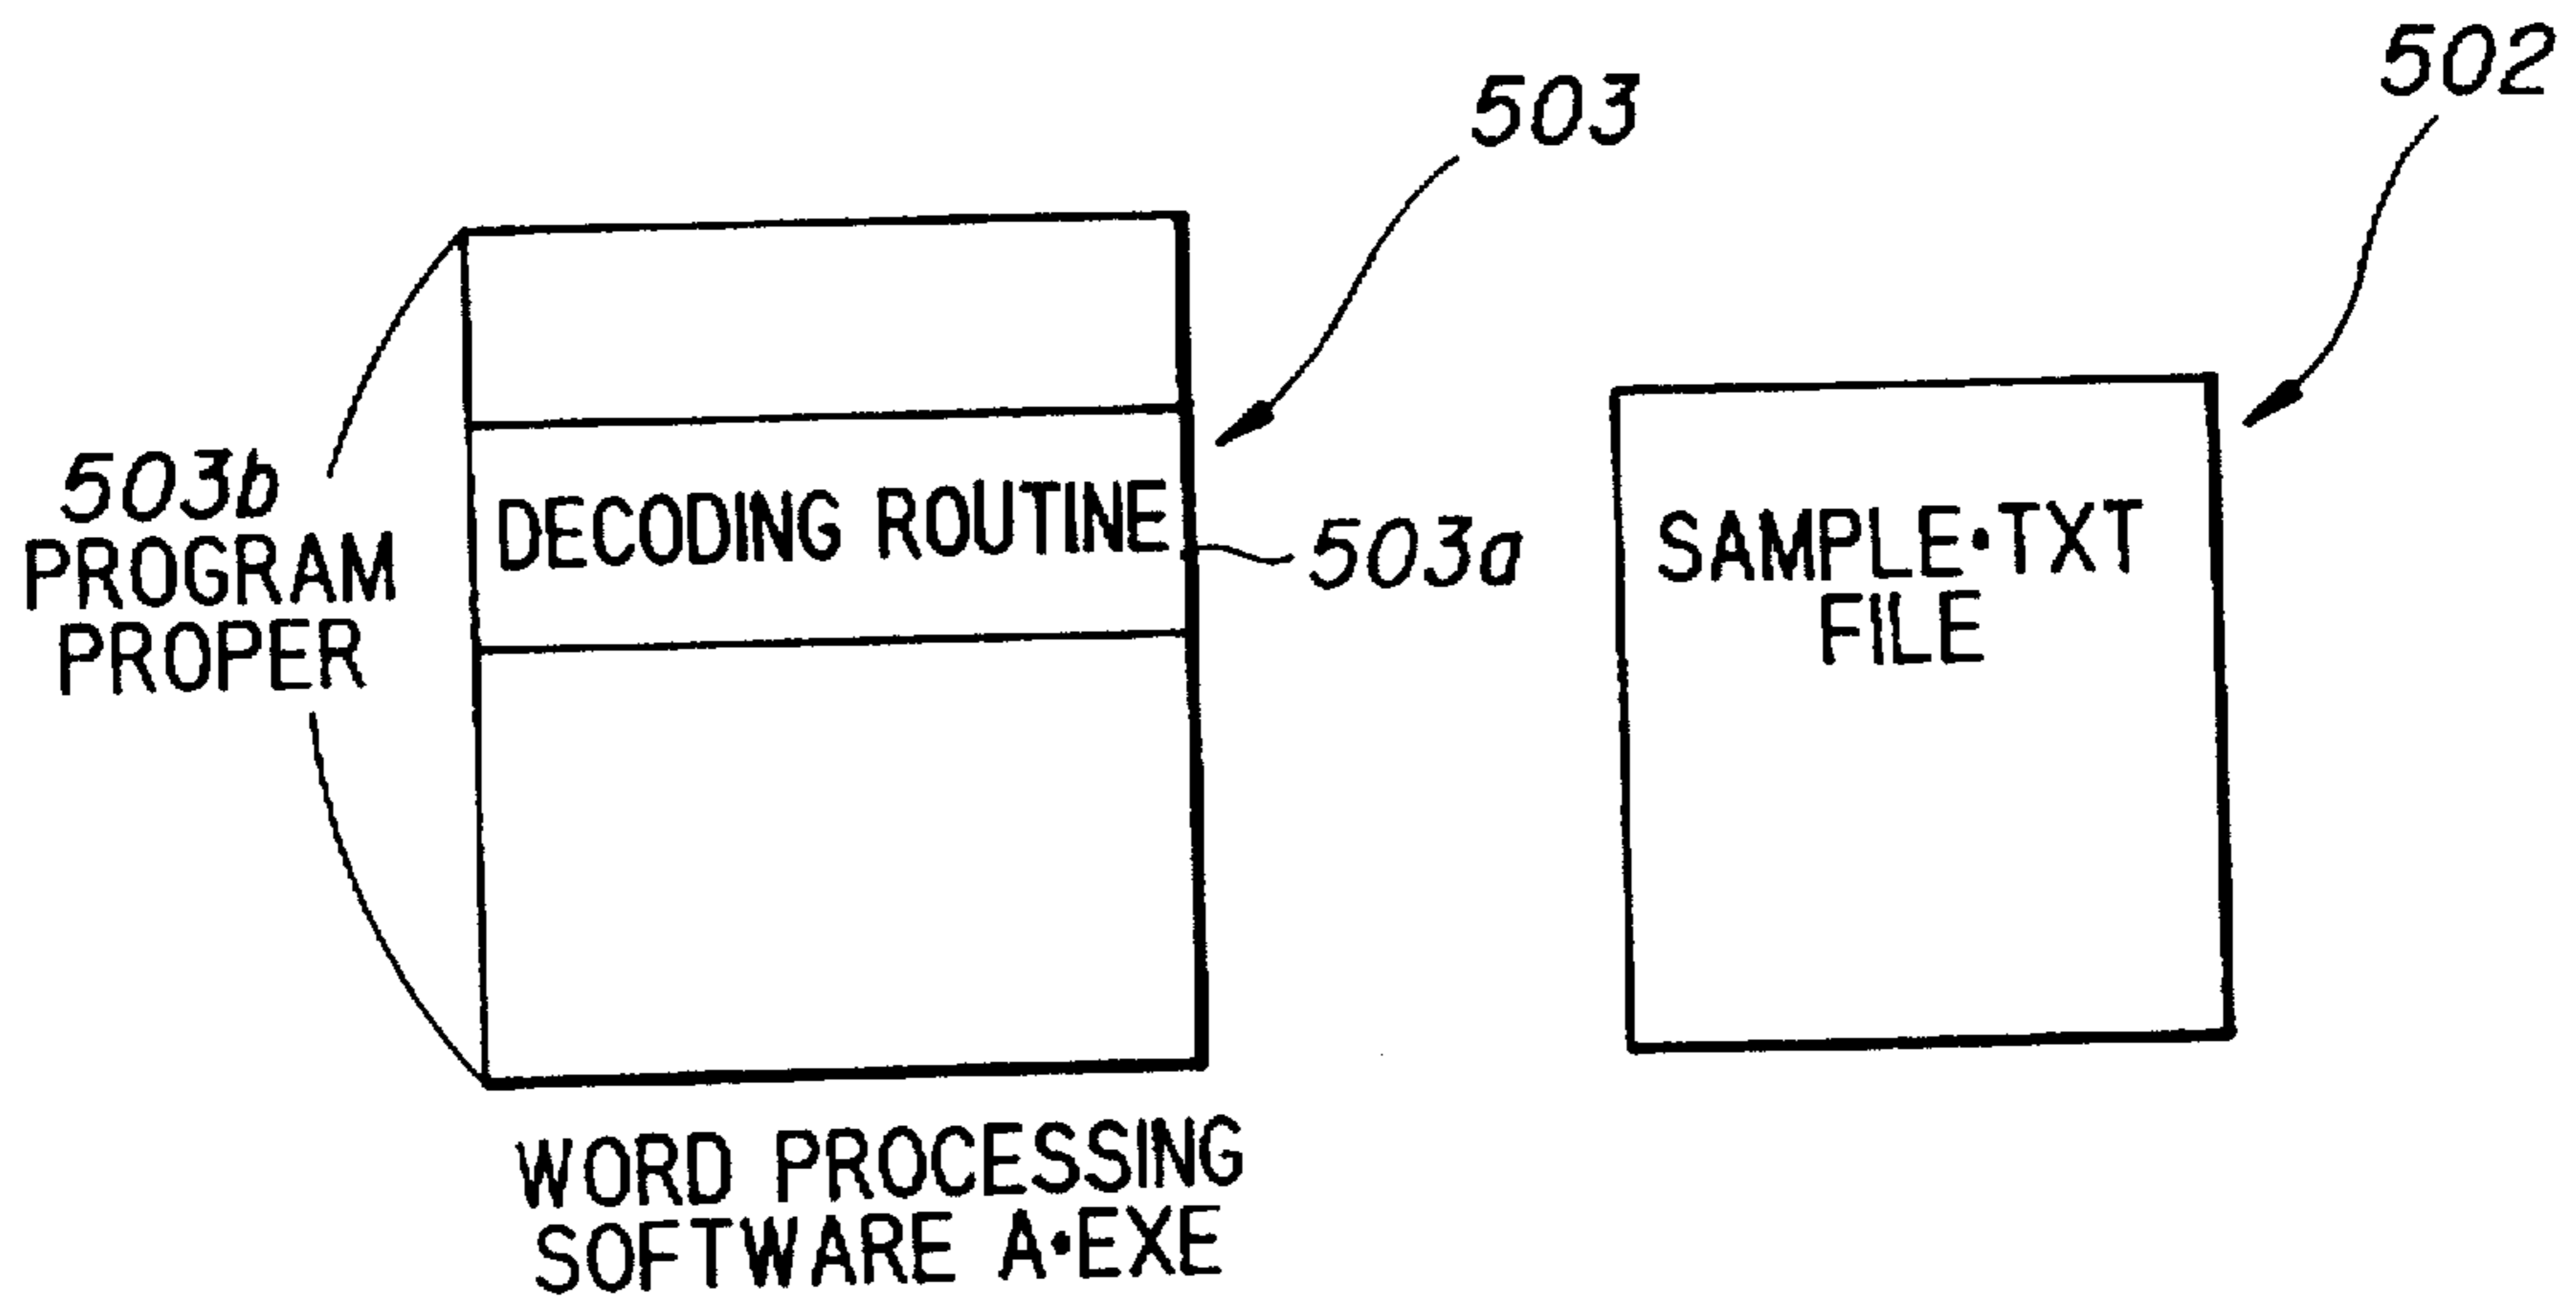 502
503
503b
PROGRAM
PROPER
DECODING ROUTINE
503a
SAMPLE•TXT
FILE
WORD PROCESSING
SOFTWARE A•EXE